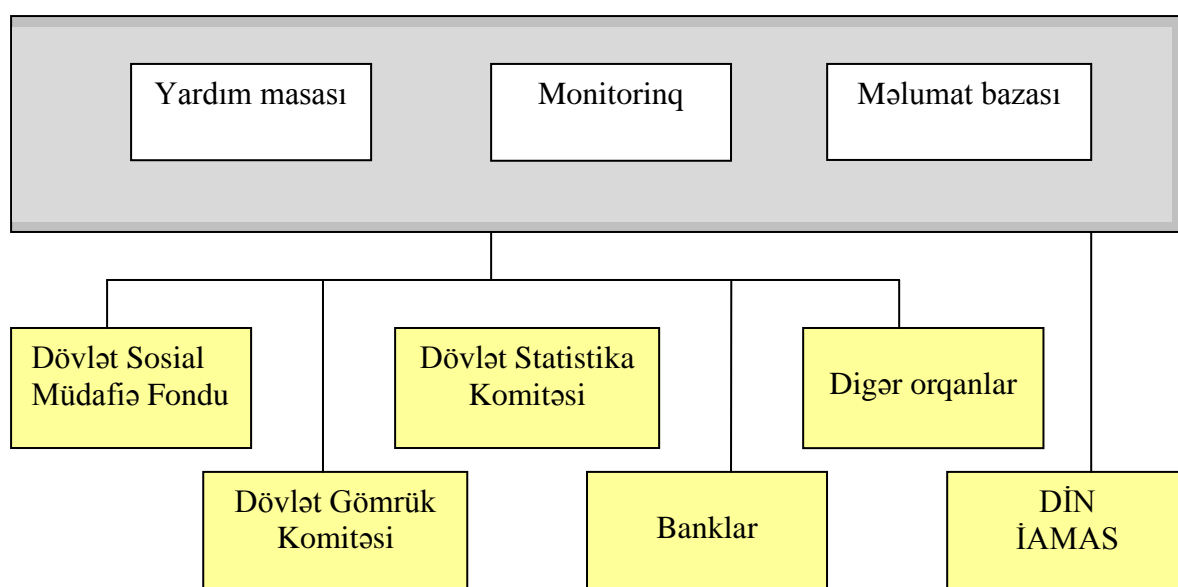 Yardım masası
Monitorinq
Məlumat bazası
Dövlət Sosial
Müdafiə Fondu
Dövlət Statistika
Komitəsi
Digər orqanlar
Dövlət Gömrük
Komitəsi
Banklar
DİN
İAMAS